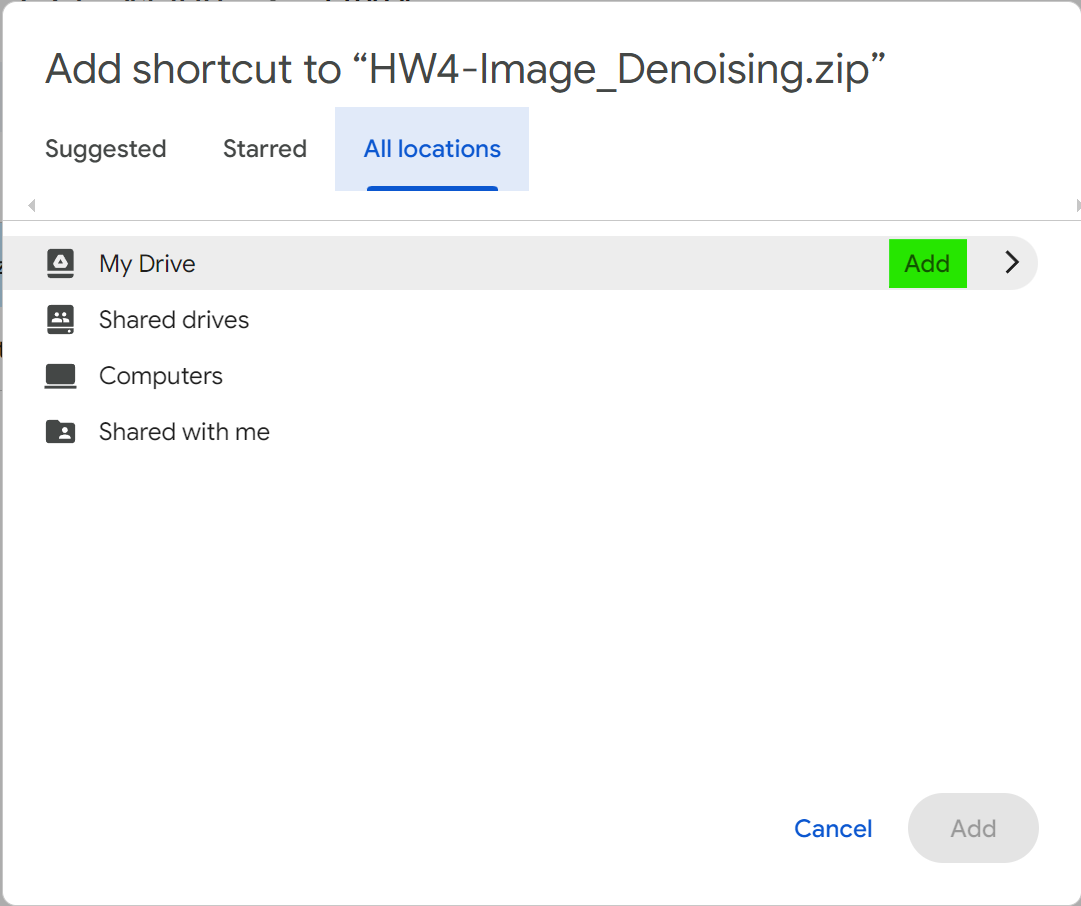 Add shortcut to “HW4-Image_Denoising.zip”
Suggested Starred All locations
My Drive Add
Shared drives
Computers
Shared with me
Cancel Add